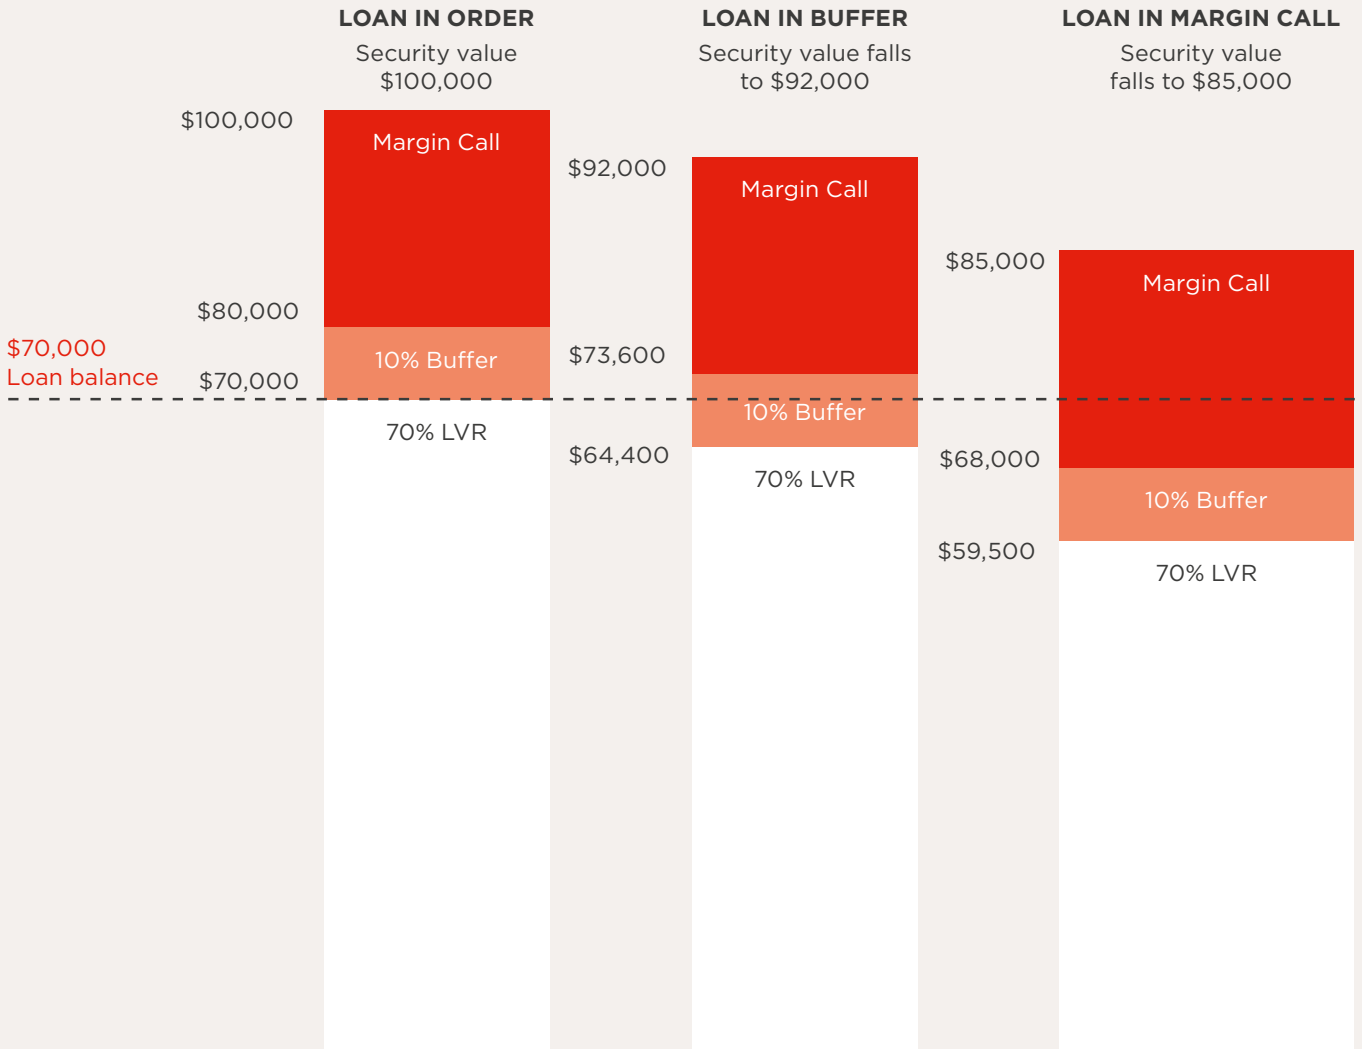 LOAN IN ORDER
Security value
$100,000
$100,000
Margin Call
$80,000
10% Buffer
$70,000
Loan balance
$70,000
70% LVR
LOAN IN BUFFER
Security value falls
to $92,000
$92,000
Margin Call
$73,600
10% Buffer
$64,400
70% LVR
LOAN IN MARGIN CALL
Security value
falls to $85,000
$85,000
Margin Call
$68,000
10% Buffer
$59,500
70% LVR